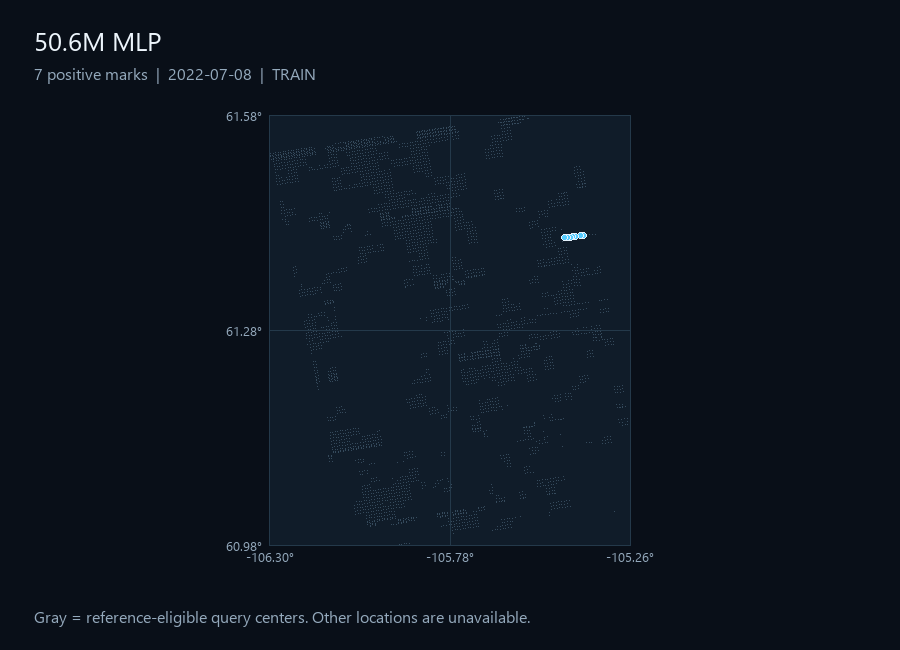 50.6M MLP
7 positive marks | 2022-07-08 | TRAIN
61.58°
61.28°
60.98°
-106.30° -105.78° -105.26°
Gray = reference-eligible query centers. Other locations are unavailable.